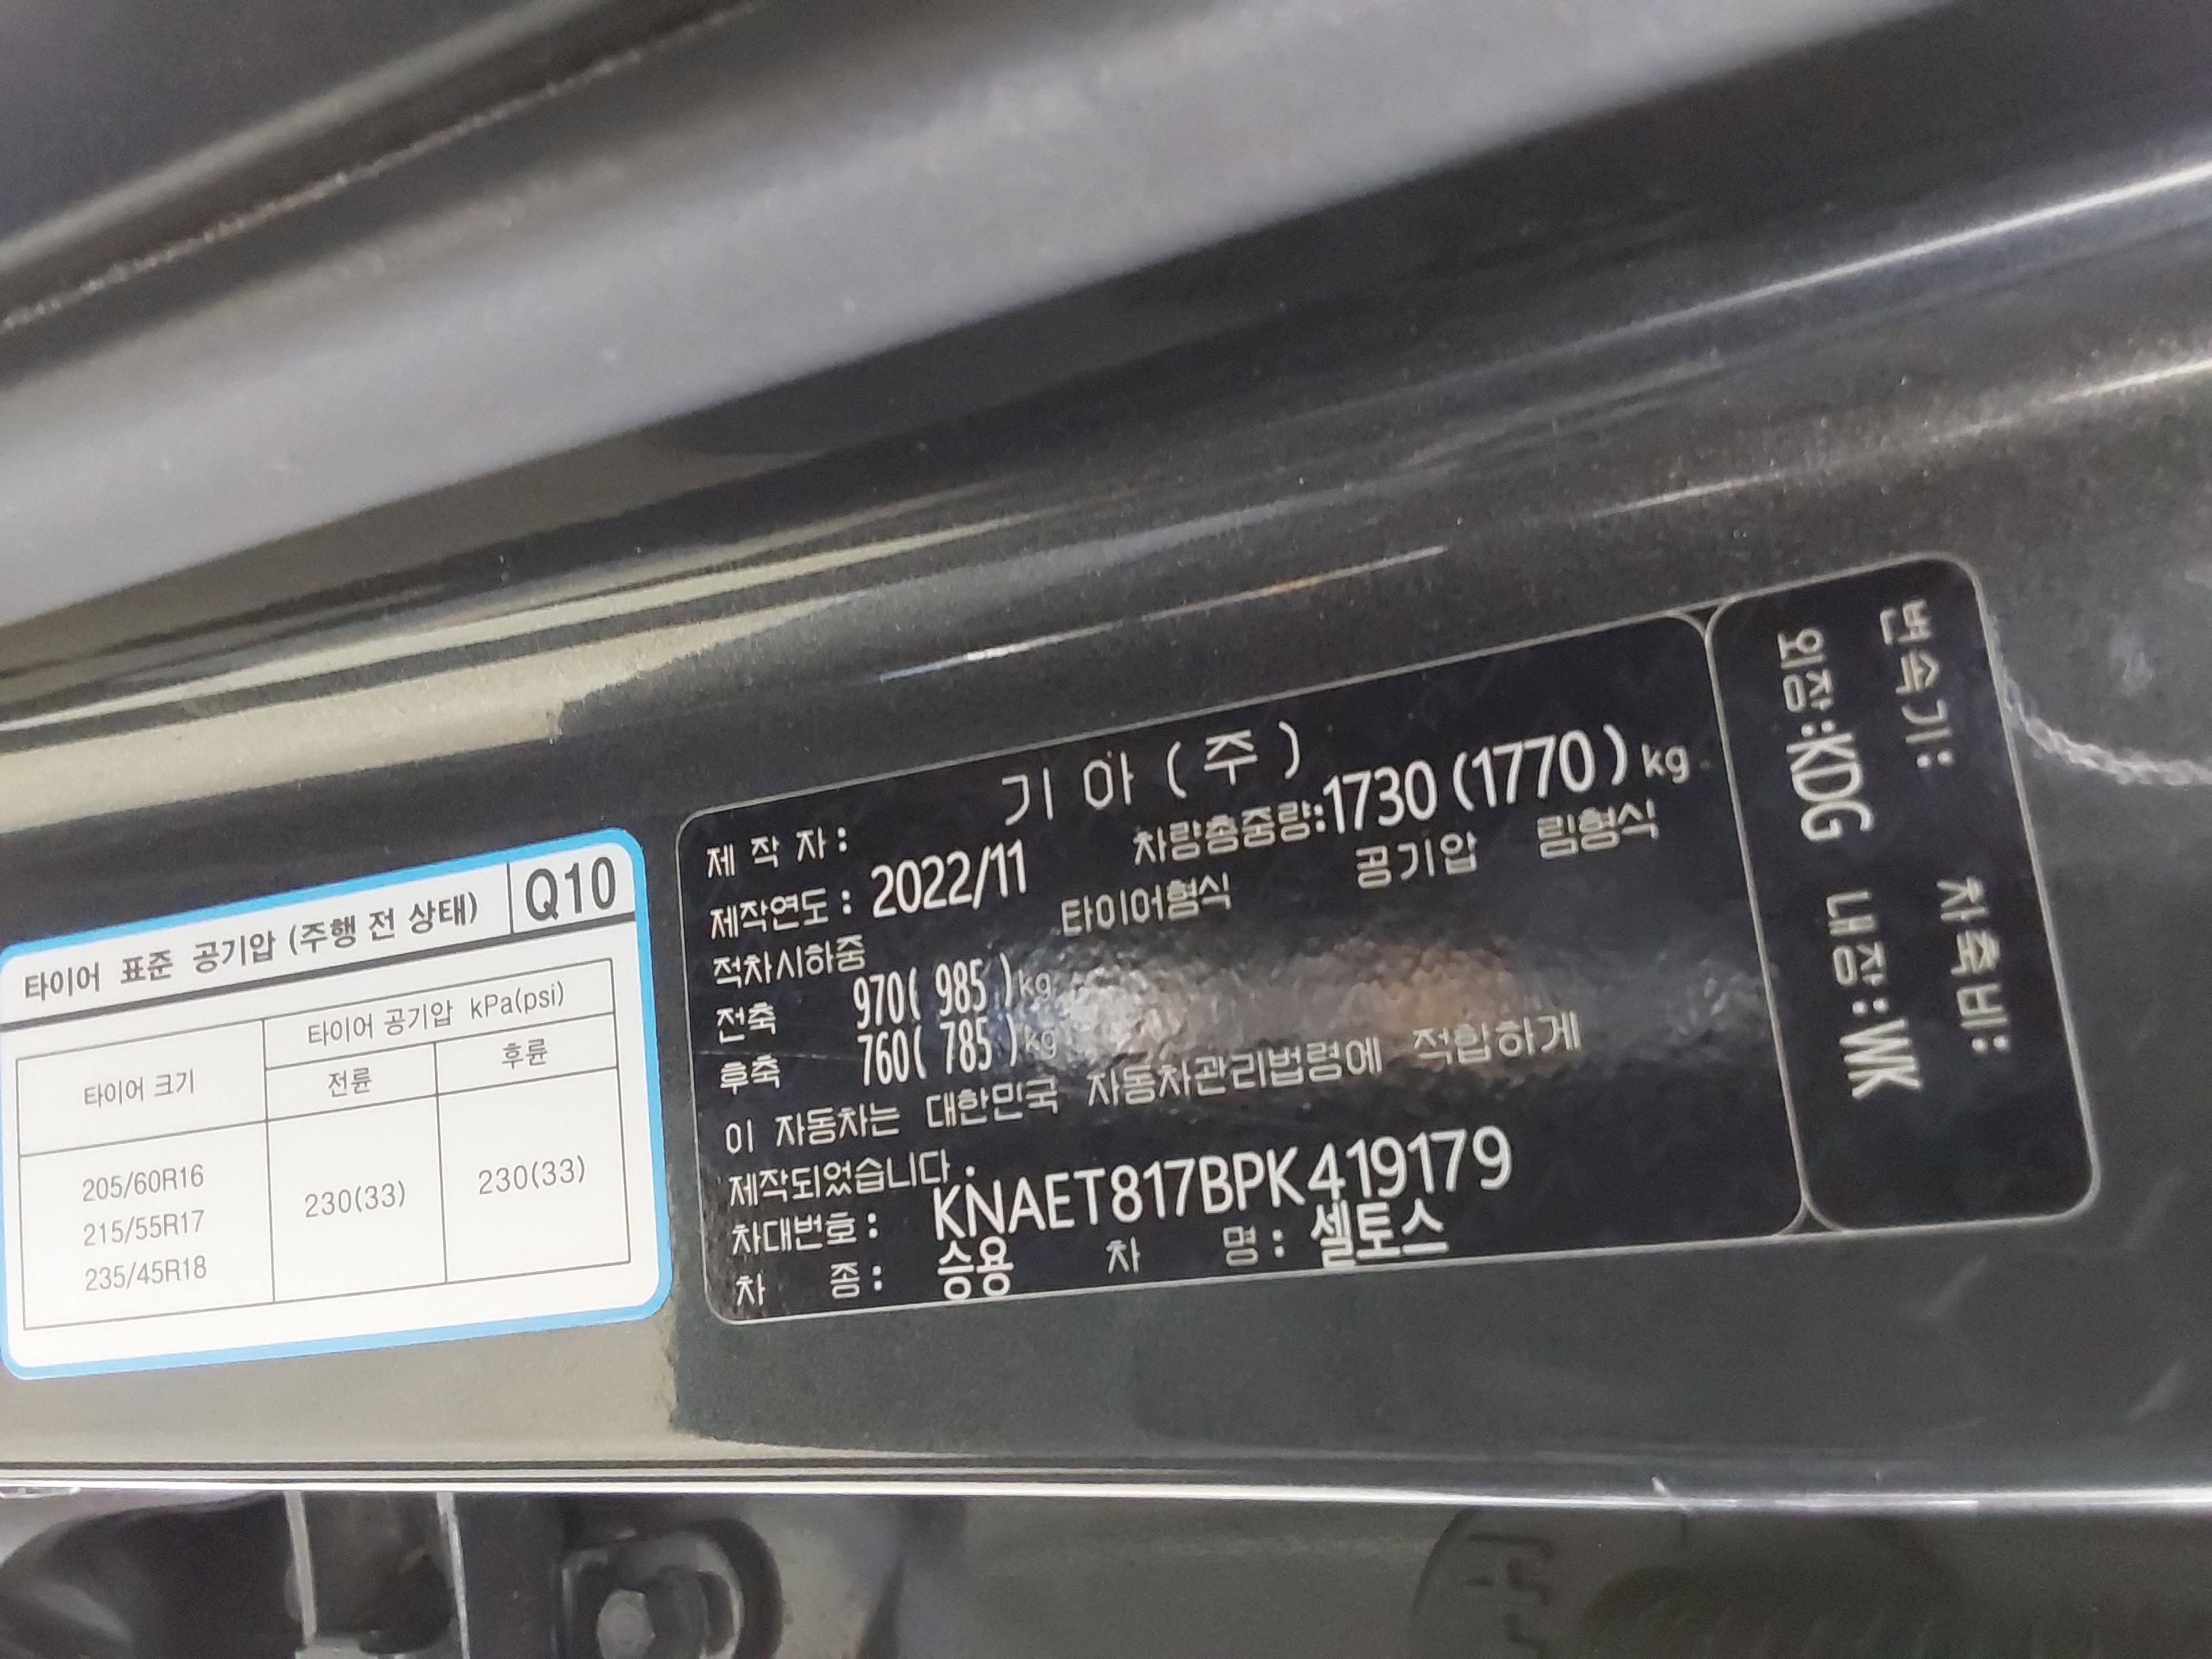 타이어 표준 공기압 (주행 전 상태) Q10
타이어 크기 타이어 공기압 kPa(psi)
전륜 후륜
205/60R16
215/55R17
235/45R18
230(33) 230(33)
제 작 자 : 기 아 ( 주 )
제작연도 : 2022/11 차량총중량:1730 (1770 ) kg
적차시하중 타이어형식 공기압 림형식
전축 970( 985 )kg
후축 760( 785 )kg
이 자동차는 대한민국 자동차관리법령에 적합하게
제작되었습니다.
차대번호 : KNAET817BPK419179
차 종 : 승용 차 명 : 셀토스
변속기 : 차축비 :
외장:KDG 내장:WK